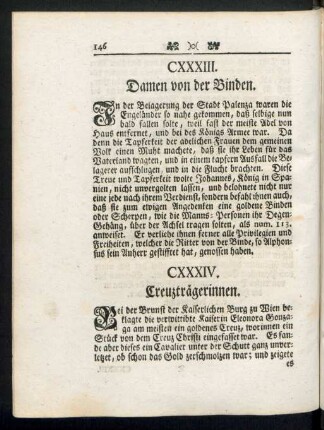 146
CXXXIII.
Damen von der Binden.
In der Belagerung der Stadt Palenza waren die
Engeländer so nahe gekommen, daß selbige nun
bald fallen solte, weil fast der meiste Adel von
Haus entfernet, und bei des Königs Armee war. Da
denn die Tapferkeit der adelichen Frauen dem gemeinen
Volk einen Muht machete, daß sie ihr Leben für das
Vaterland wagten, und in einem tapfern Ausfall die Be-
lagerer aufschlugen, und in die Flucht brachten. Diese
Treue und Tapferkeit wolte Johannes, König in Spa-
nien, nicht unvergolten lassen, und belohnete nicht nur
eine jede nach ihrem Verdienst, sondern befahl ihnen auch,
daß sie zum ewigen Angedenken eine goldene Binden
oder Scherpen, wie die Manns-Personen ihr Degen-
Gehäng, über der Achsel tragen solten, als num. 113.
anweiset. Er verliehe ihnen ferner alle Privilegien und
Freiheiten, welcher die Ritter von der Binde, so Alphon-
sus sein Anherr gestifftet hat, genossen haben.
CXXXIV.
Creuzträgerinnen.
Bei der Brunst der Kaiserlichen Burg zu Wien be-
klagte die verwittibte Kaiserin Eleonora Gonza-
ga am meisten ein goldenes Creuz, worinnen ein
Stück von dem Creuz Christi eingefasset war. Es fan-
de aber dieses ein Cavalier unter der Schutt ganz unver-
letzet, ob schon das Gold zerschmolzen war; und zeigete
es